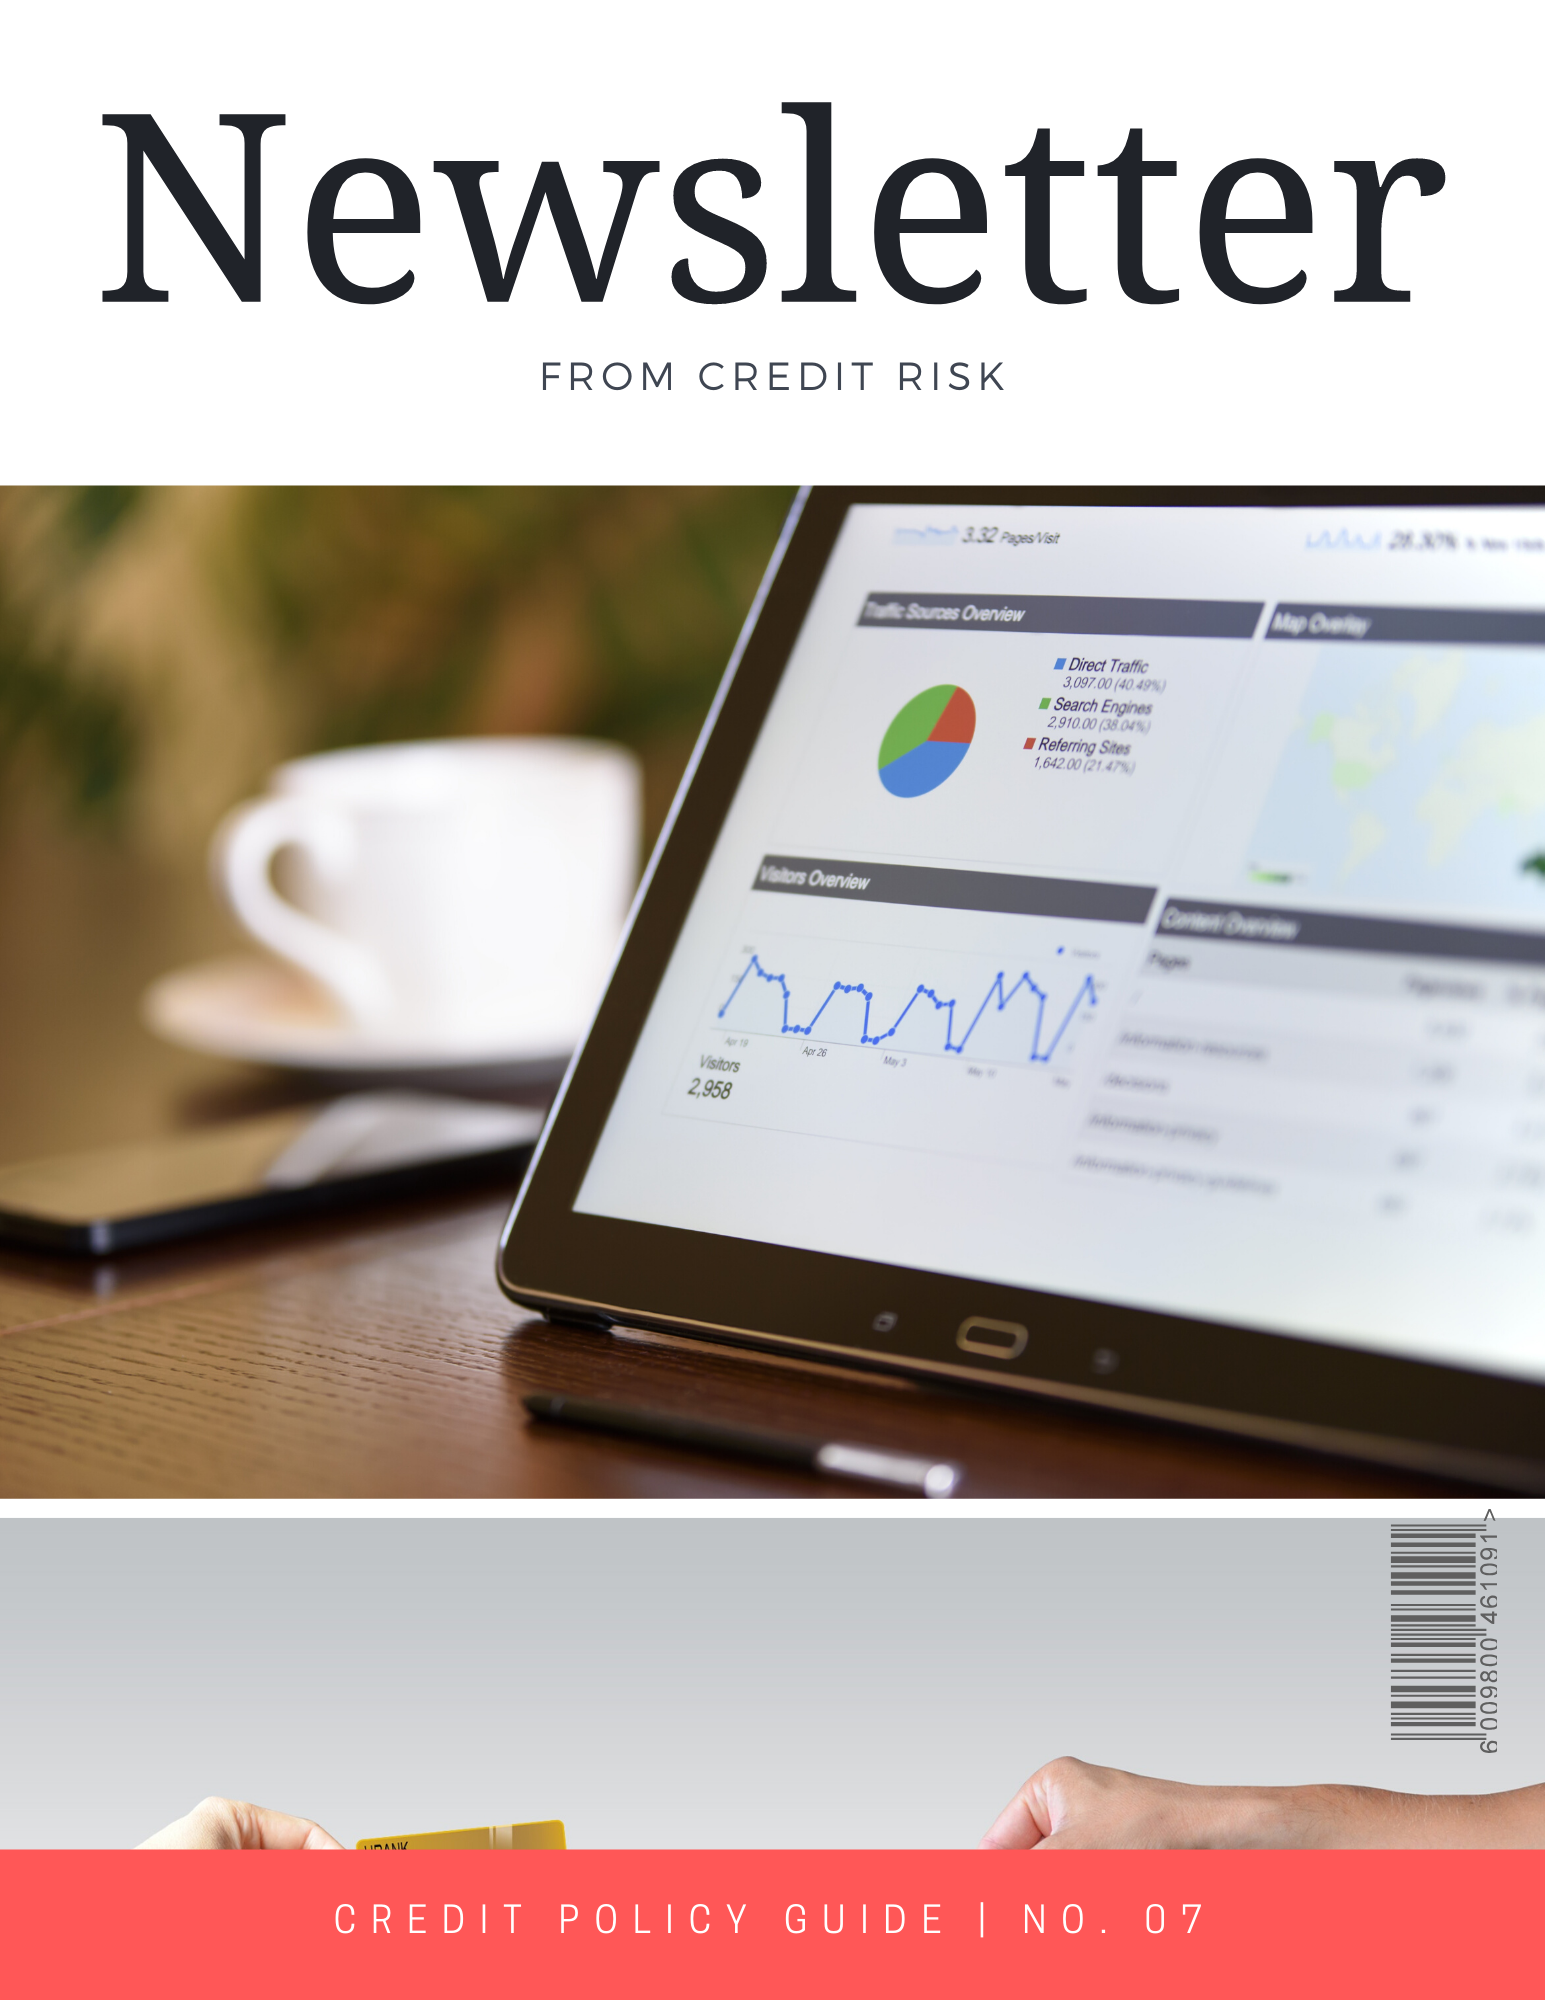 Newsletter
FROM CREDIT RISK
3.32 Pages/Visit
Traffic Sources Overview
Map Overlay
Direct Traffic
3,097.00 (40.49%)
Search Engines
2,910.00 (38.04%)
Referring Sites
1,642.00 (21.47%)
Visitors Overview
Content Overview
Pages
Apr 19
Apr 26
May 3
May 10
Visitors
2,958
6 009800 461091 >
CREDIT POLICY GUIDE | NO. 07